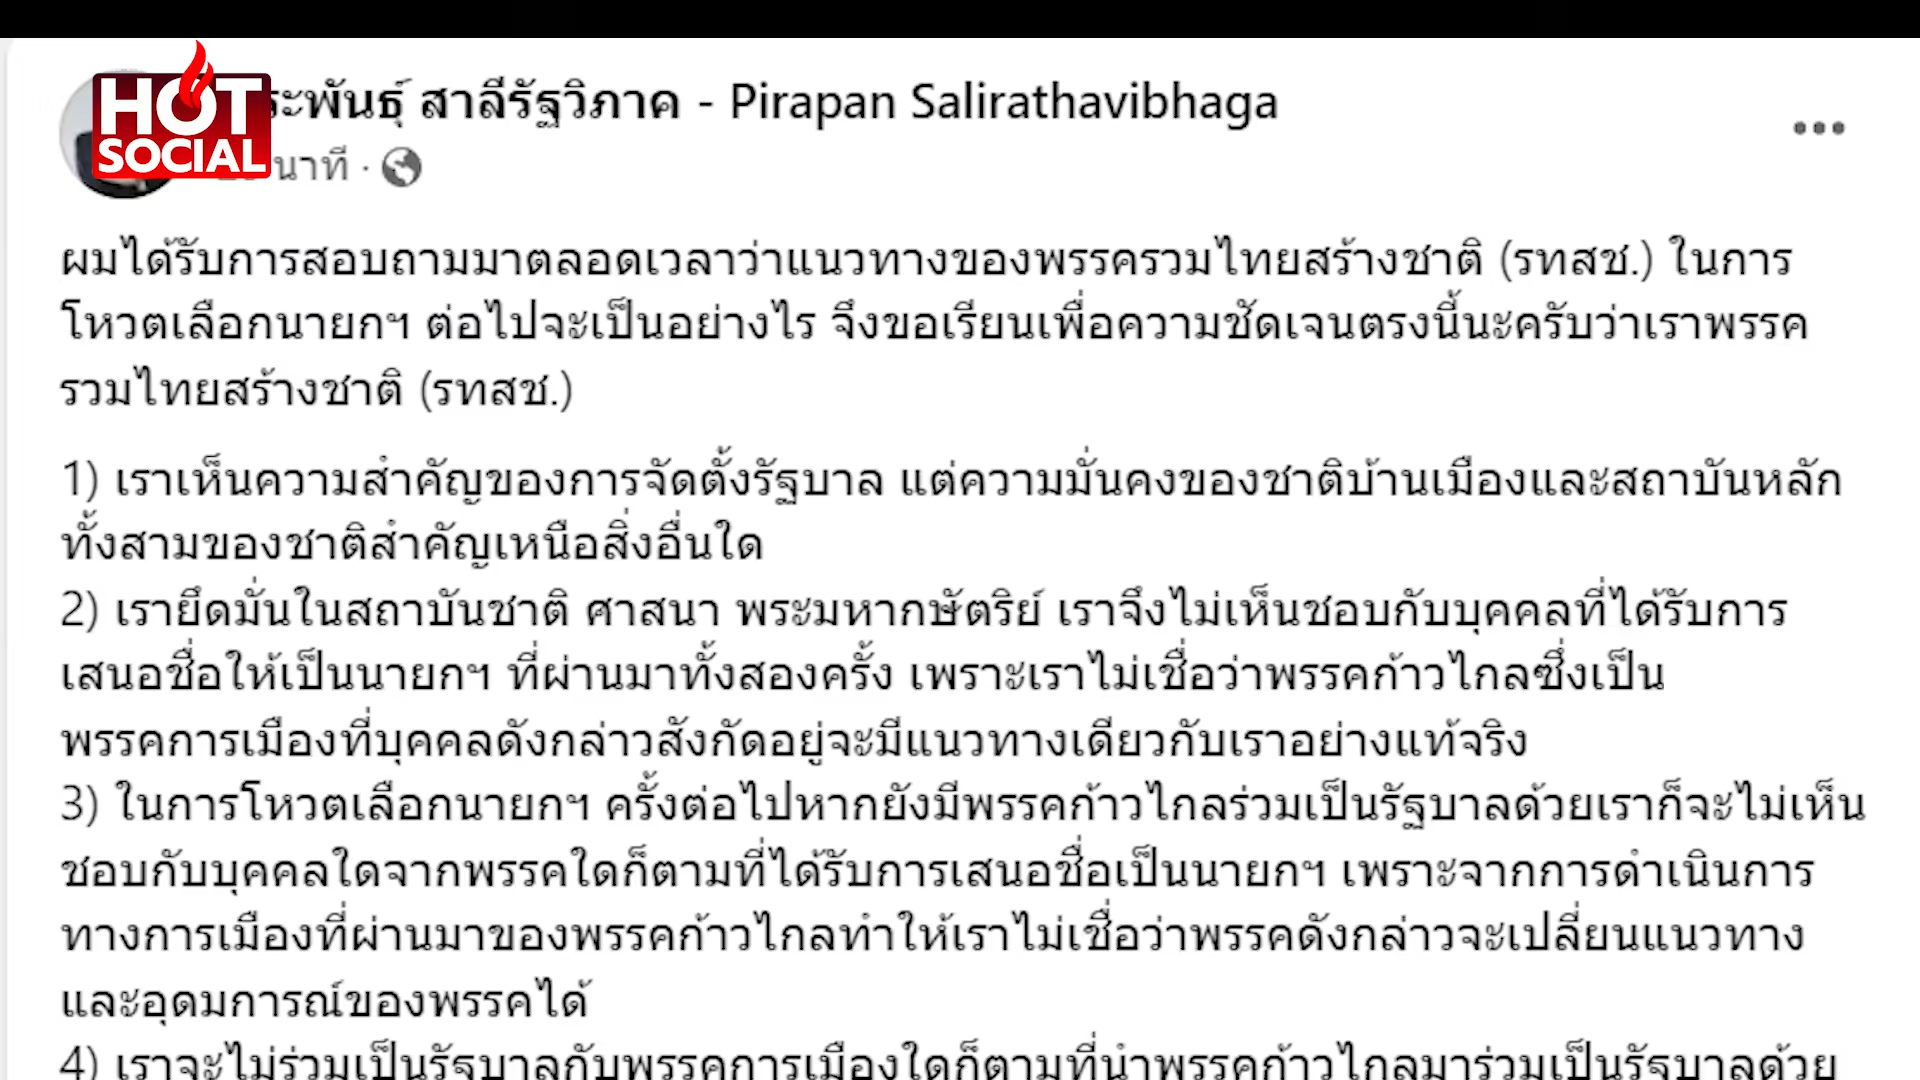 HOT
SOCIAL
ระพันธุ์ สาลีรัฐวิภาค - Pirapan Salirathavibhaga
นาที ·
ผมได้รับการสอบถามมาตลอดเวลาว่าแนวทางของพรรครวมไทยสร้างชาติ (รทสช.) ในการ
โหวตเลือกนายกฯ ต่อไปจะเป็นอย่างไร จึงขอเรียนเพื่อความชัดเจนตรงนี้นะครับว่าเราพรรค
รวมไทยสร้างชาติ (รทสช.)
1) เราเห็นความสำคัญของการจัดตั้งรัฐบาล แต่ความมั่นคงของชาติบ้านเมืองและสถาบันหลัก
ทั้งสามของชาติสำคัญเหนือสิ่งอื่นใด
2) เรายึดมั่นในสถาบันชาติ ศาสนา พระมหากษัตริย์ เราจึงไม่เห็นชอบกับบุคคลที่ได้รับการ
เสนอชื่อให้เป็นนายกฯ ที่ผ่านมาทั้งสองครั้ง เพราะเราไม่เชื่อว่าพรรคก้าวไกลซึ่งเป็น
พรรคการเมืองที่บุคคลดังกล่าวสังกัดอยู่จะมีแนวทางเดียวกับเราอย่างแท้จริง
3) ในการโหวตเลือกนายกฯ ครั้งต่อไปหากยังมีพรรคก้าวไกลร่วมเป็นรัฐบาลด้วยเราก็จะไม่เห็น
ชอบกับบุคคลใดจากพรรคใดก็ตามที่ได้รับการเสนอชื่อเป็นนายกฯ เพราะจากการดำเนินการ
ทางการเมืองที่ผ่านมาของพรรคก้าวไกลทำให้เราไม่เชื่อว่าพรรคดังกล่าวจะเปลี่ยนแนวทาง
และอุดมการณ์ของพรรคได้
4) เราจะไม่ร่วมเป็นรัฐบาลกับพรรคการเมืองใดก็ตามที่นำพรรคก้าวไกลมาร่วมเป็นรัฐบาลด้วย